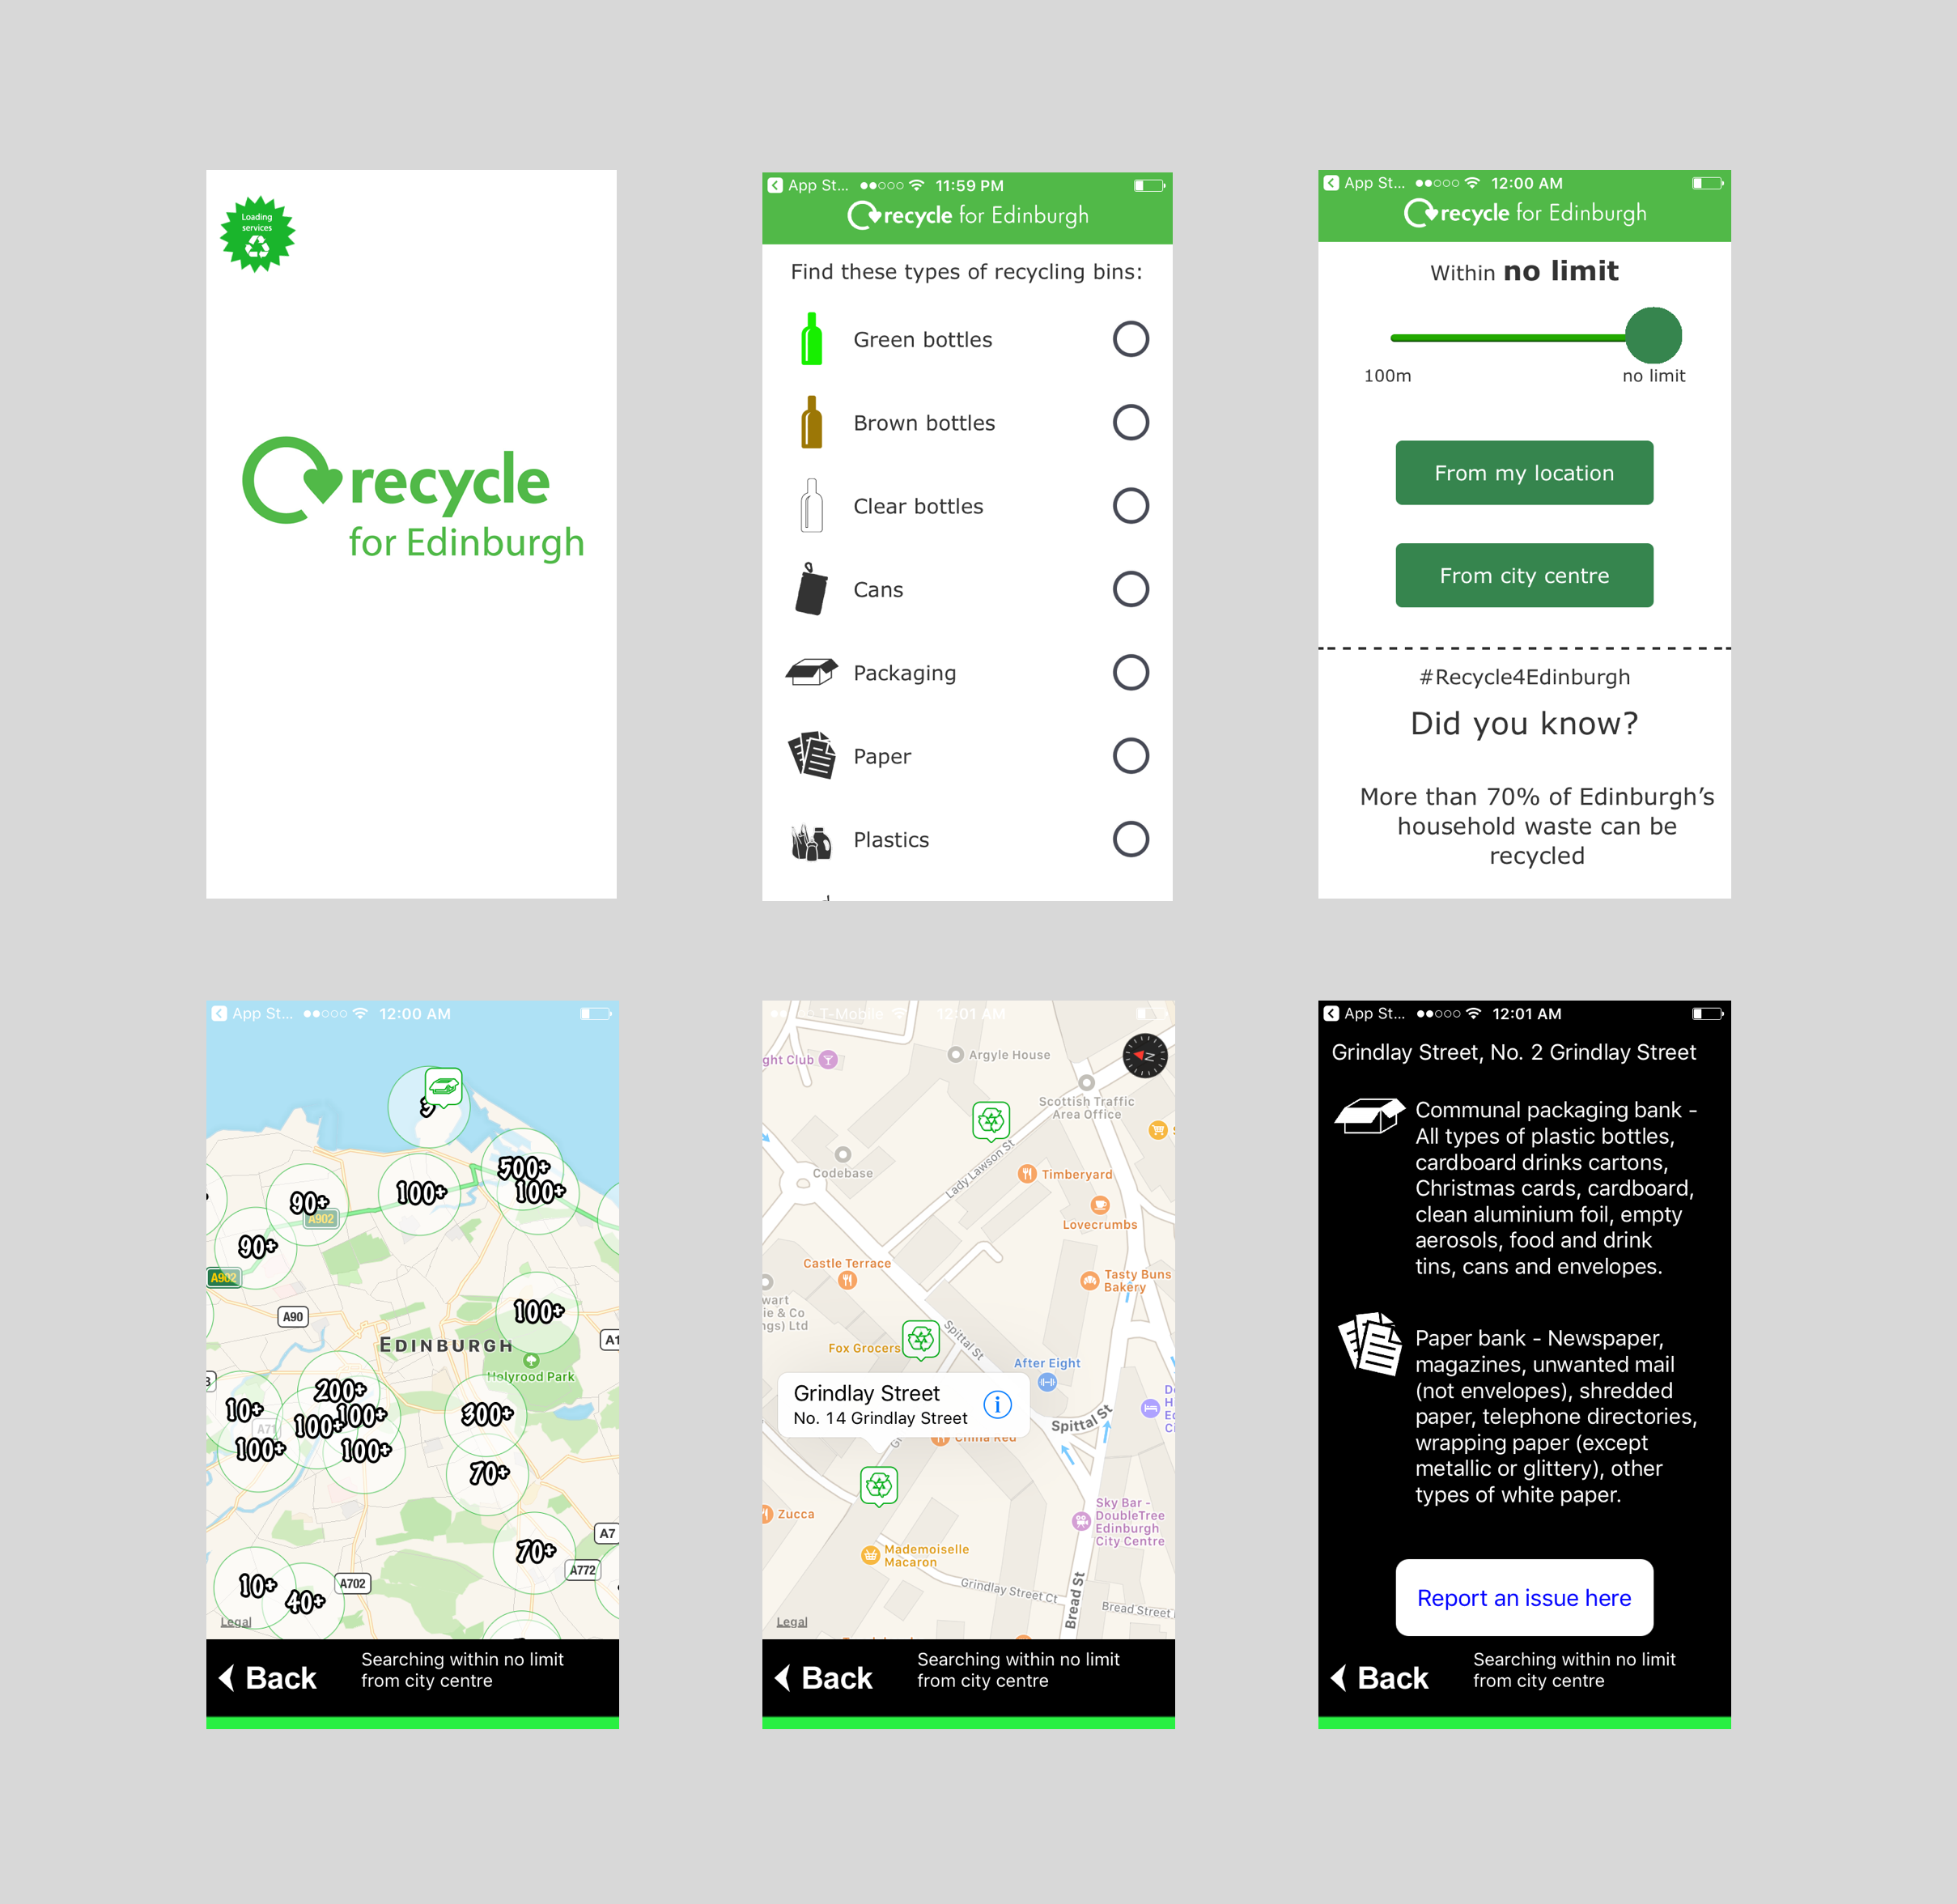 Loading
services
recycle
for Edinburgh
App St... 11:59 PM
recycle for Edinburgh
Find these types of recycling bins:
Green bottles
Brown bottles
Clear bottles
Cans
Packaging
Paper
Plastics
App St... 12:00 AM
recycle for Edinburgh
Within no limit
100m no limit
From my location
From city centre
#Recycle4Edinburgh
Did you know?
More than 70% of Edinburgh’s
household waste can be
recycled
App St... 12:00 AM
500+
90+
100+
100+
A902
90+
A902
100+
A90
EDINBURGH
A1
Holyrood Park
200+
10+
100+
100+
300+
A71
100+
100+
70+
A7
70+
A772
10+
A702
40+
Legal
Back
Searching within no limit
from city centre
T-Mobile 12:01 AM
ght Club
Argyle House
Scottish Traffic
Area Office
Codebase
Lady Lawson St
Timberyard
Lovecrumbs
Castle Terrace
Tasty Buns
Bakery
wart
ie & Co
ngs) Ltd
Spittal St
Fox Grocers
After Eight
Grindlay Street
No. 14 Grindlay Street
Spittal St
China Red
Zucca
Sky Bar -
DoubleTree
Edinburgh
City Centre
Mademoiselle
Macaron
Grindlay Street Ct
Bread St
Bread Street
Legal
Back
Searching within no limit
from city centre
App St... 12:01 AM
Grindlay Street, No. 2 Grindlay Street
Communal packaging bank -
All types of plastic bottles,
cardboard drinks cartons,
Christmas cards, cardboard,
clean aluminium foil, empty
aerosols, food and drink
tins, cans and envelopes.
Paper bank - Newspaper,
magazines, unwanted mail
(not envelopes), shredded
paper, telephone directories,
wrapping paper (except
metallic or glittery), other
types of white paper.
Report an issue here
Back
Searching within no limit
from city centre